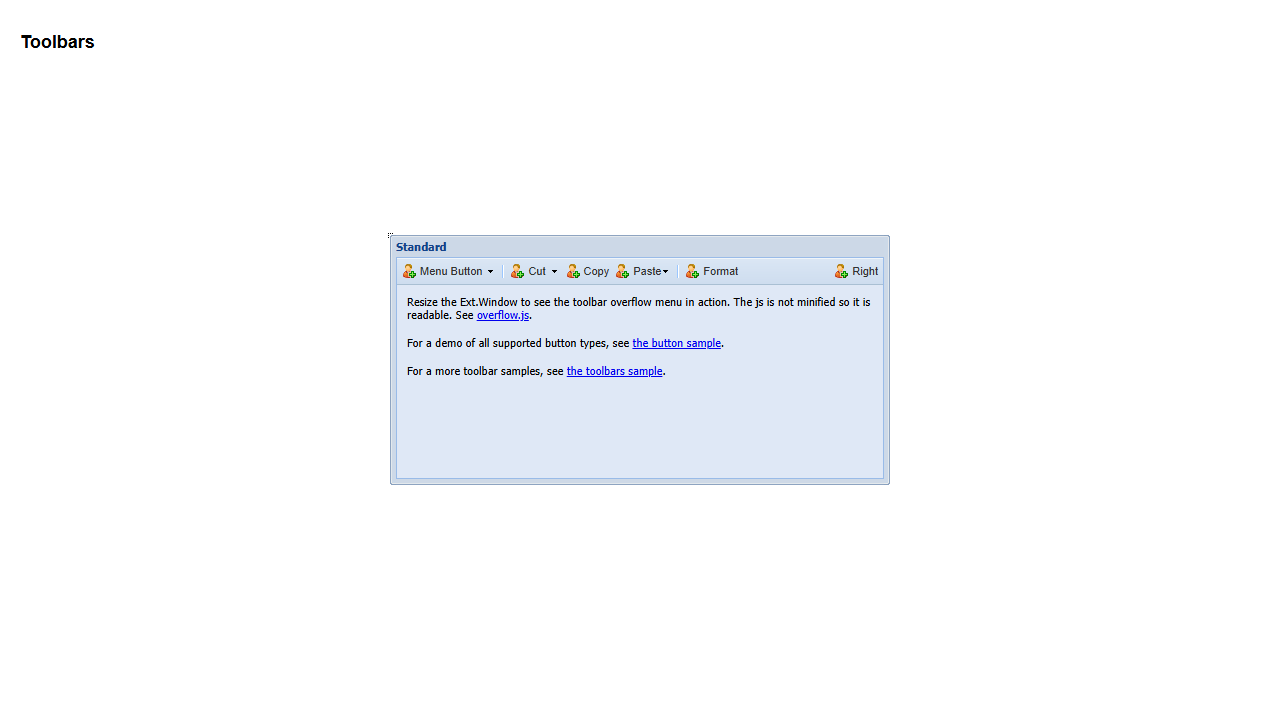 Toolbars
Standard
Menu Button Cut Copy Paste Format Right
Resize the Ext.Window to see the toolbar overflow menu in action. The js is not minified so it is
readable. See overflow.js.
For a demo of all supported button types, see the button sample.
For a more toolbar samples, see the toolbars sample.